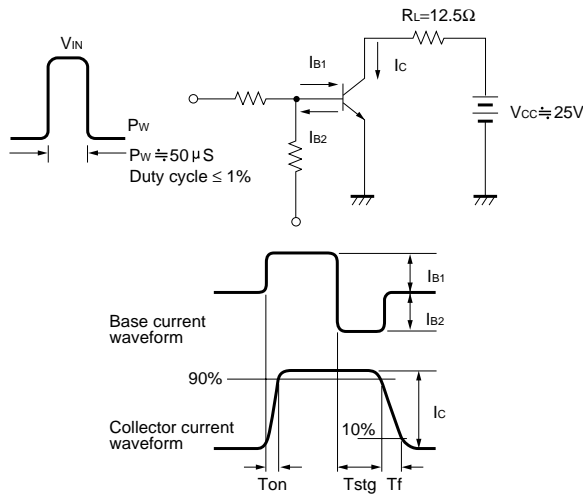 RL=12.5Ω
VIN
IB1
IC
PW
IB2
VCC≒25V
PW≒50μS
Duty cycle ≤ 1%
IB1
Base current
waveform
IB2
90%
Collector current
waveform
10%
IC
Ton
Tstg
Tf